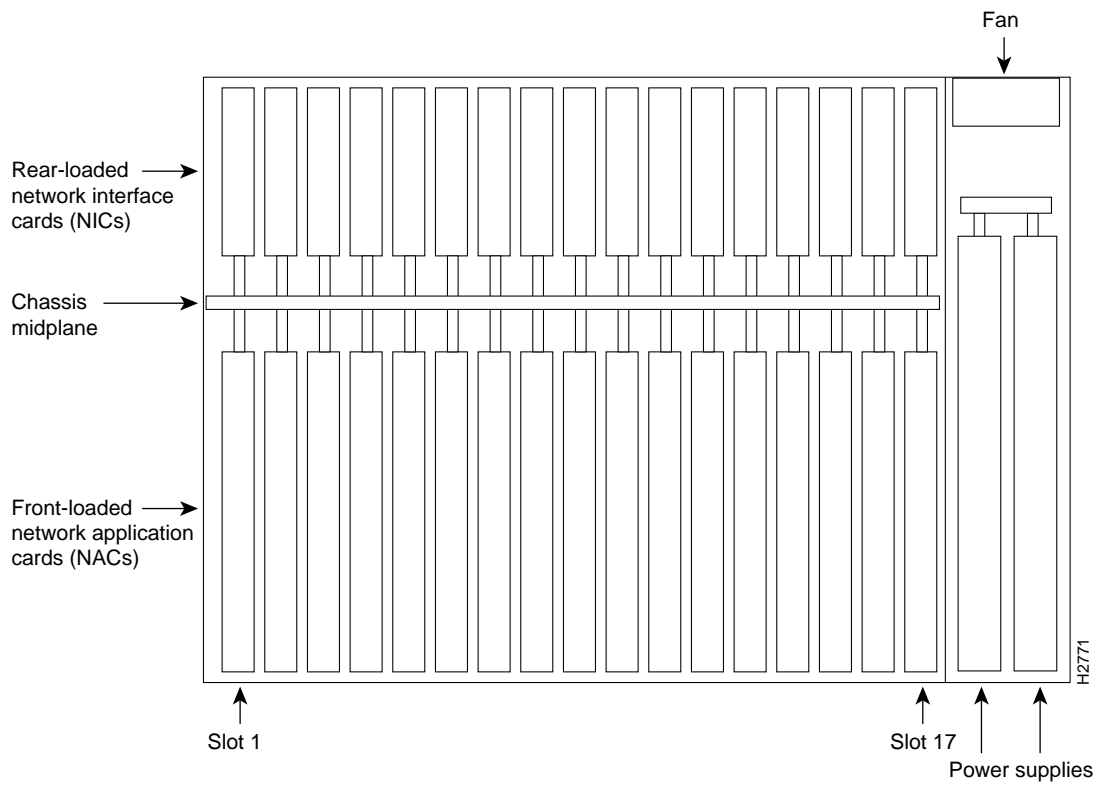 Fan
Rear-loaded
network interface
cards (NICs)
Chassis
midplane
Front-loaded
network application
cards (NACs)
H2771
Slot 1
Slot 17
Power supplies